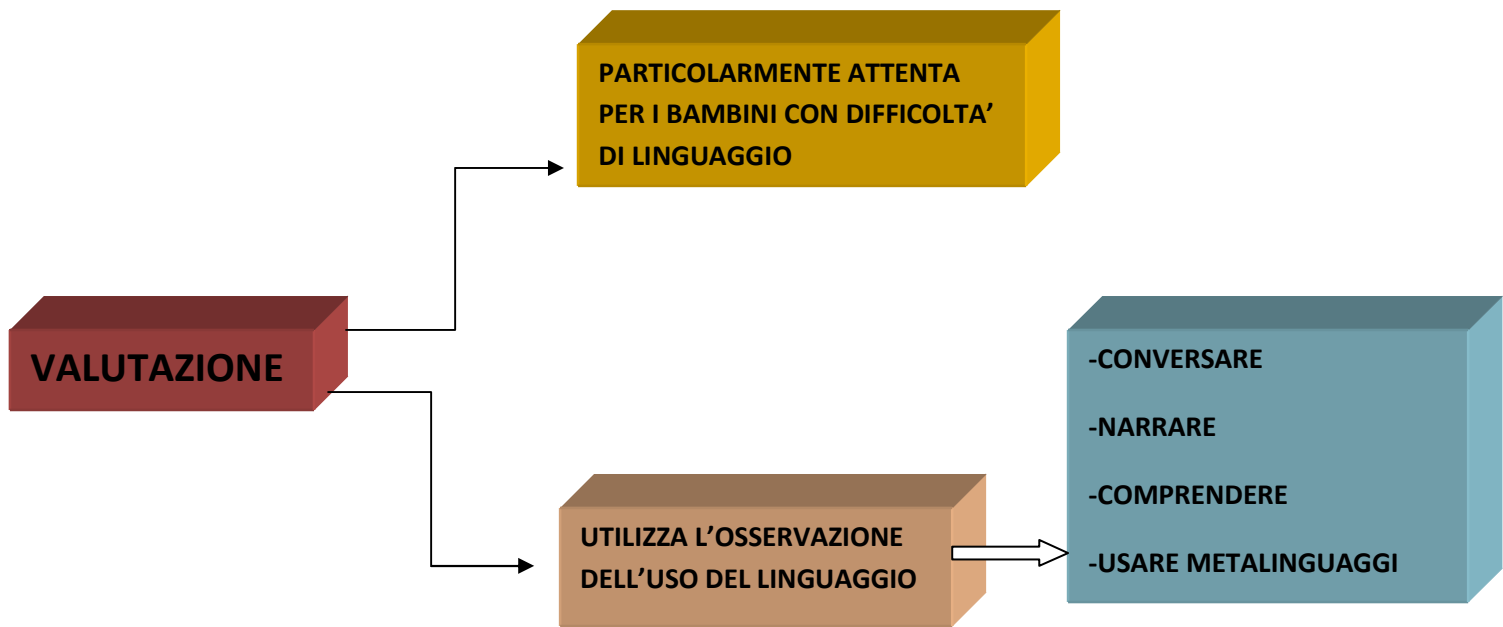 PARTICOLARMENTE ATTENTA
PER I BAMBINI CON DIFFICOLTA'
DI LINGUAGGIO
VALUTAZIONE
UTILIZZA L'OSSERVAZIONE
DELL'USO DEL LINGUAGGIO
-CONVERSARE
-NARRARE
-COMPRENDERE
-USARE METALINGUAGGI